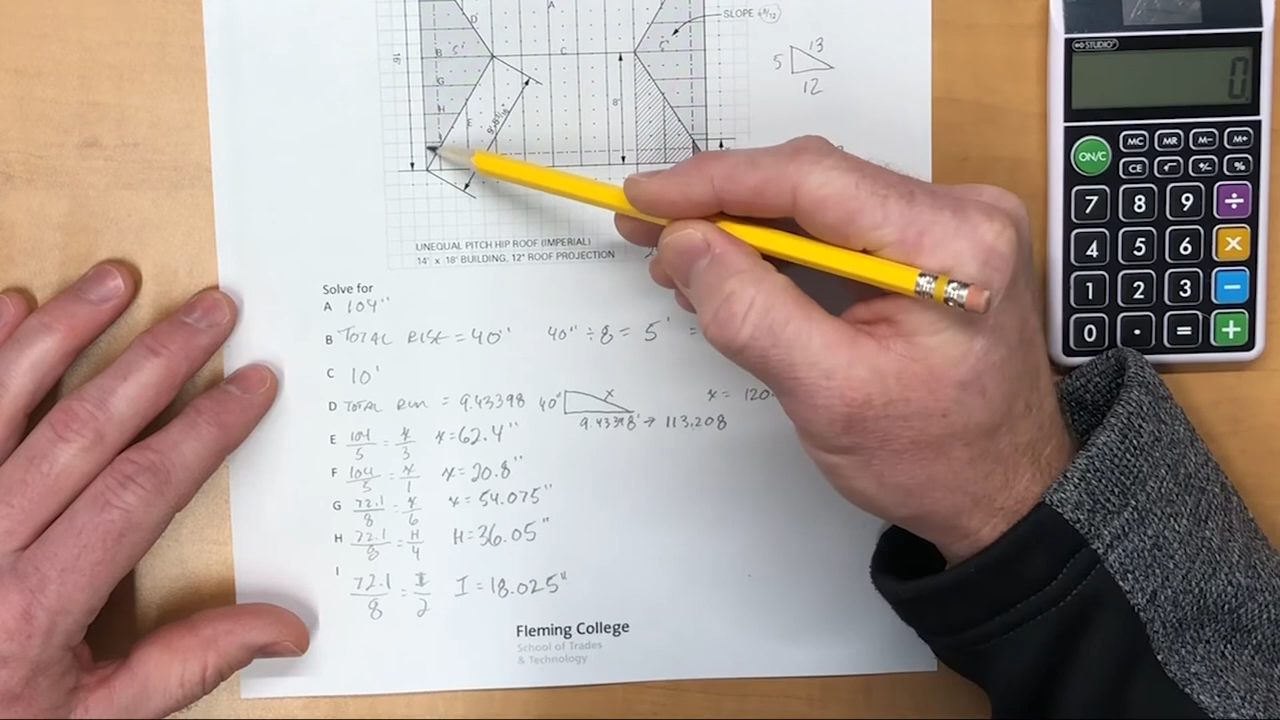 D
A
SLOPE
B 5'
C
5"
13
5
12
16'
G
8'
H
E
UNEQUAL PITCH HIP ROOF (IMPERIAL)
14' x 18' BUILDING, 12" ROOF PROJECTION
Solve for
A 104"
B TOTAL RISE = 40" 40" ÷ 8 = 5' =
C 10'
D TOTAL RUN = 9.43398 40" x x = 120
9.43398' → 113.208
E 104/5 = x/3 x = 62.4"
F 104/5 = x/1 x = 20.8"
G 72.1/8 = x/6 x = 54.075"
H 72.1/8 = H/4 H = 36.05"
I 72.1/8 = I/2 I = 18.025"
Fleming College
School of Trades
& Technology
STUDIO
0.
ON/C MC MR M- M+
CE √ +/- %
7 8 9 ÷
4 5 6 ×
1 2 3 −
0 · = +